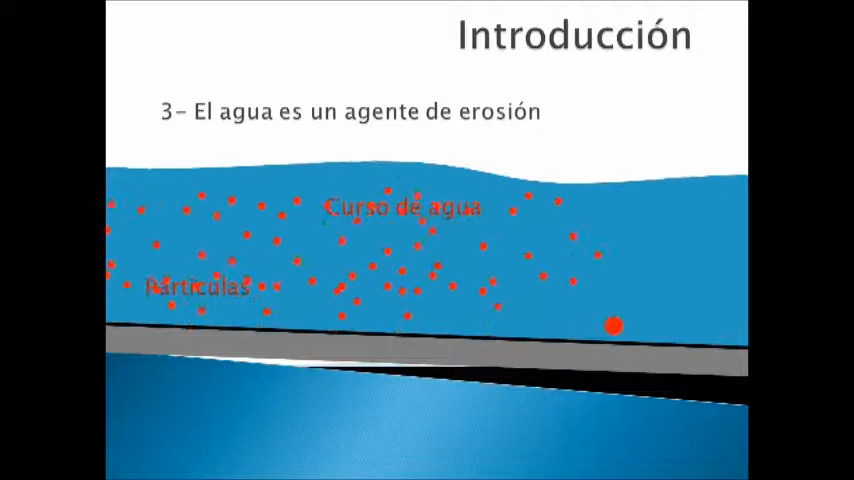 Introducción
3- El agua es un agente de erosión
Curso de agua
Partículas